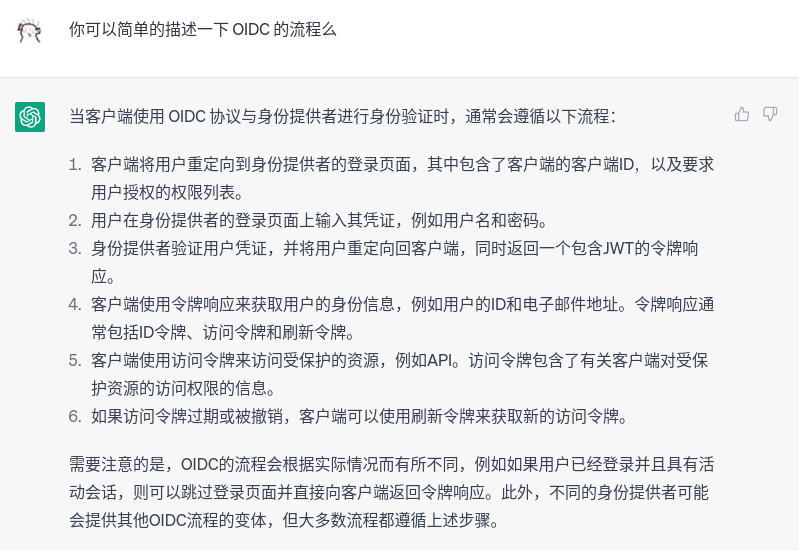 你可以简单的描述一下 OIDC 的流程么
当客户端使用 OIDC 协议与身份提供者进行身份验证时，通常会遵循以下流程：
1. 客户端将用户重定向到身份提供者的登录页面，其中包含了客户端的客户端ID，以及要求
用户授权的权限列表。
2. 用户在身份提供者的登录页面上输入其凭证，例如用户名和密码。
3. 身份提供者验证用户凭证，并将用户重定向回客户端，同时返回一个包含JWT的令牌响
应。
4. 客户端使用令牌响应来获取用户的身份信息，例如用户的ID和电子邮件地址。令牌响应通
常包括ID令牌、访问令牌和刷新令牌。
5. 客户端使用访问令牌来访问受保护的资源，例如API。访问令牌包含了有关客户端对受保
护资源的访问权限的信息。
6. 如果访问令牌过期或被撤销，客户端可以使用刷新令牌来获取新的访问令牌。
需要注意的是，OIDC的流程会根据实际情况而有所不同，例如如果用户已经登录并且具有活
动会话，则可以跳过登录页面并直接向客户端返回令牌响应。此外，不同的身份提供者可能
会提供其他OIDC流程的变体，但大多数流程都遵循上述步骤。